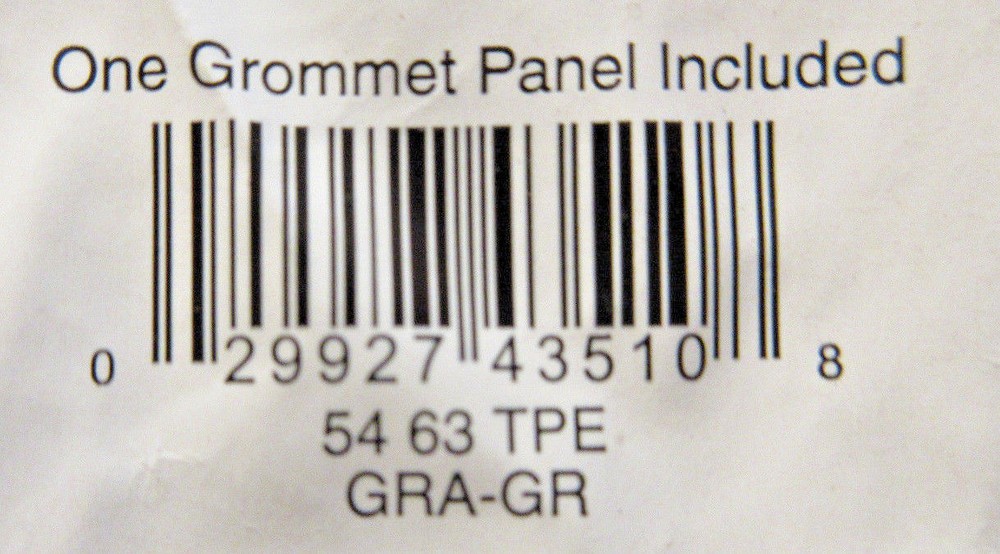 One Grommet Panel Included
0 29927 43510 8
54 63 TPE
GRA-GR